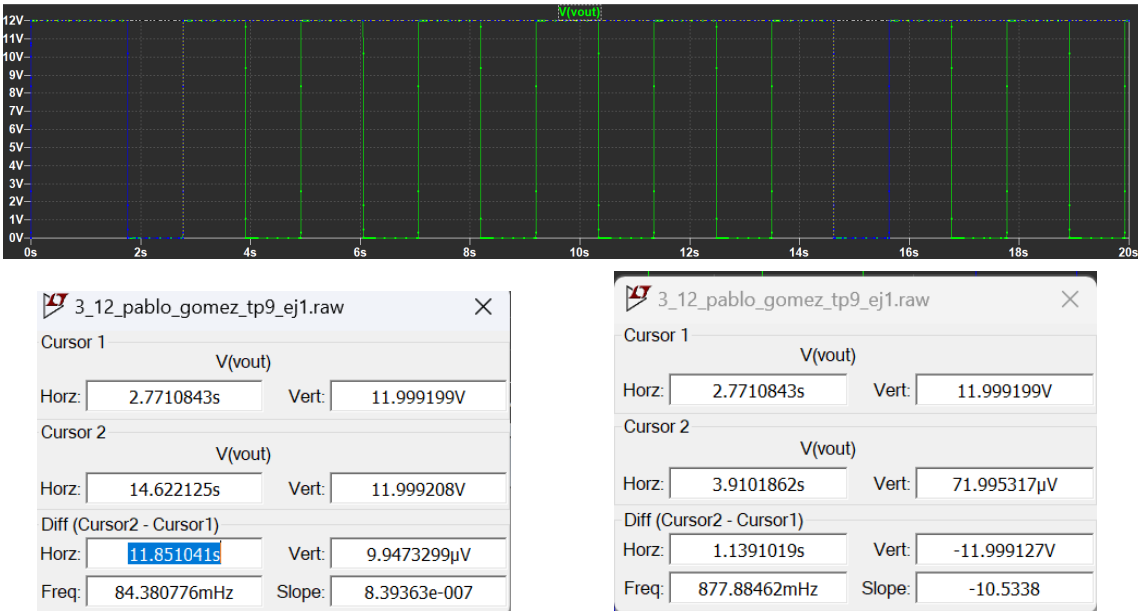 V(vout)
12V
11V
10V
9V
8V
7V
6V
5V
4V
3V
2V
1V
0V
0s 2s 4s 6s 8s 10s 12s 14s 16s 18s 20s
3_12_pablo_gomez_tp9_ej1.raw
Cursor 1
V(vout)
Horz: 2.7710843s Vert: 11.999199V
Cursor 2
V(vout)
Horz: 14.622125s Vert: 11.999208V
Diff (Cursor2 - Cursor1)
Horz: 11.851041s Vert: 9.9473299µV
Freq: 84.380776mHz Slope: 8.39363e-007
3_12_pablo_gomez_tp9_ej1.raw
Cursor 1
V(vout)
Horz: 2.7710843s Vert: 11.999199V
Cursor 2
V(vout)
Horz: 3.9101862s Vert: 71.995317µV
Diff (Cursor2 - Cursor1)
Horz: 1.1391019s Vert: -11.999127V
Freq: 877.88462mHz Slope: -10.5338